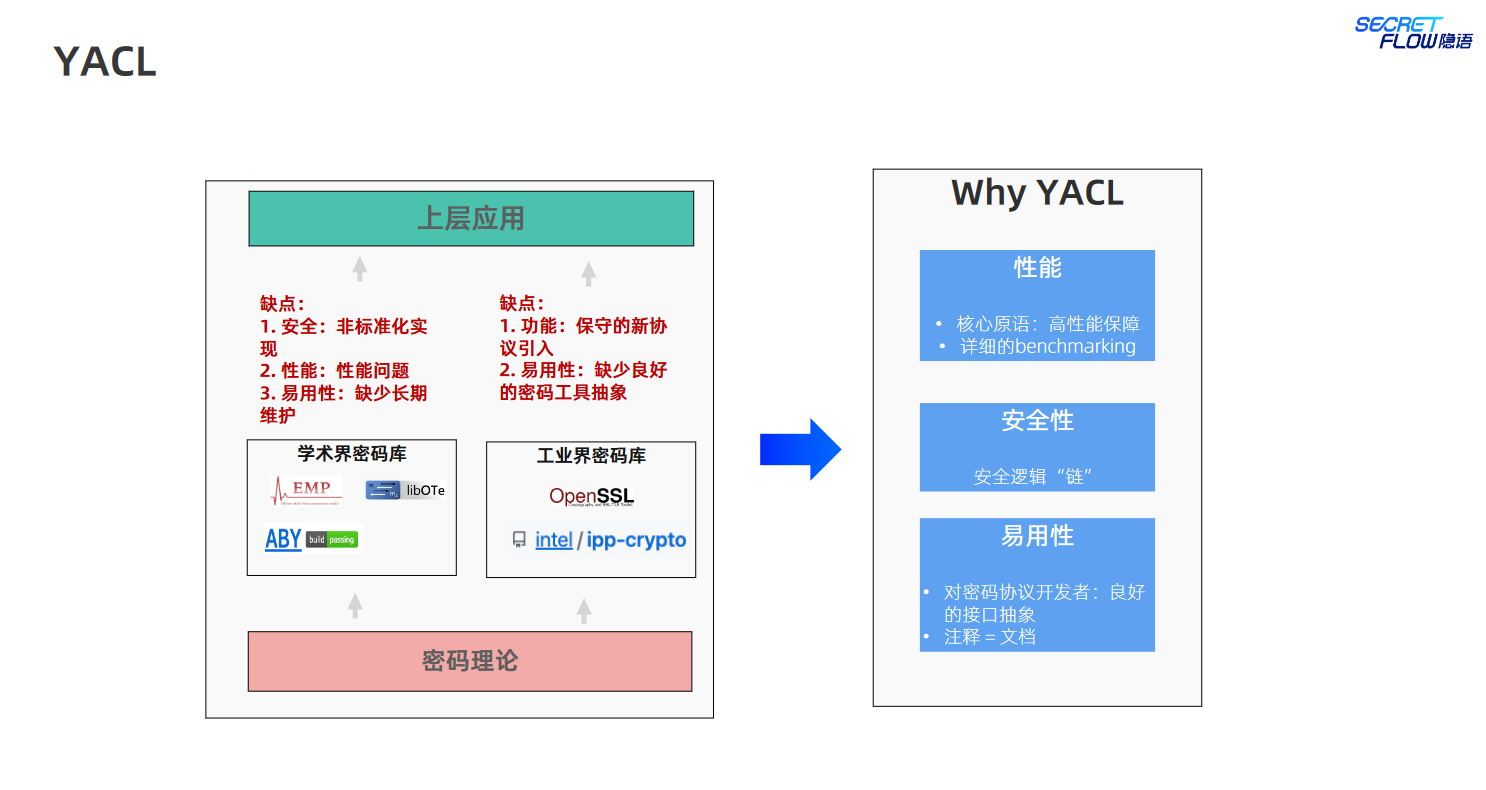 YACL
SECRET
FLOW隐语
上层应用
缺点：
1. 安全：非标准化实
现
2. 性能：性能问题
3. 易用性：缺少长期
维护
缺点：
1. 功能：保守的新协
议引入
2. 易用性：缺少良好
的密码工具抽象
学术界密码库
EMP
libOTe
ABY build passing
工业界密码库
OpenSSL
intel / ipp-crypto
密码理论
Why YACL
性能
• 核心原语：高性能保障
• 详细的benchmarking
安全性
安全逻辑“链”
易用性
• 对密码协议开发者：良好
的接口抽象
• 注释 = 文档